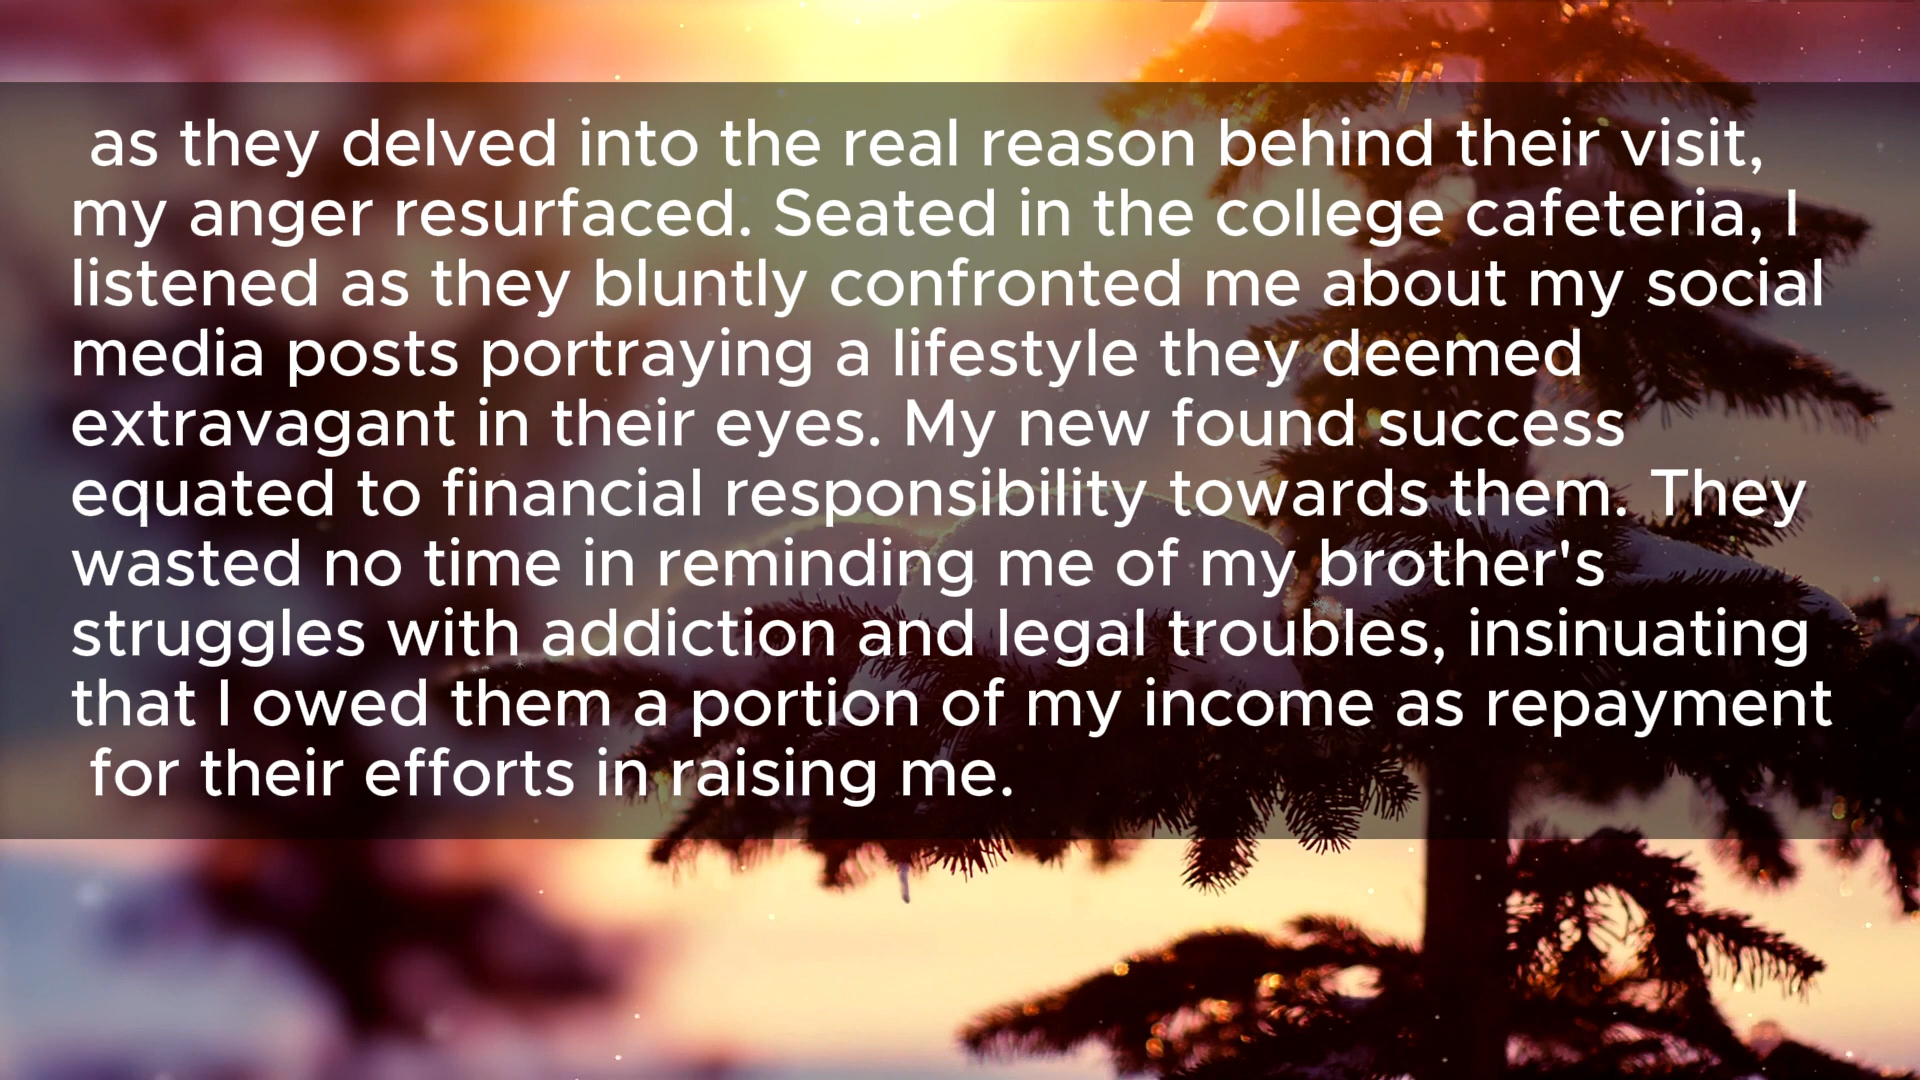 as they delved into the real reason behind their visit,
my anger resurfaced. Seated in the college cafeteria, I
listened as they bluntly confronted me about my social
media posts portraying a lifestyle they deemed
extravagant in their eyes. My new found success
equated to financial responsibility towards them. They
wasted no time in reminding me of my brother's
struggles with addiction and legal troubles, insinuating
that I owed them a portion of my income as repayment
for their efforts in raising me.